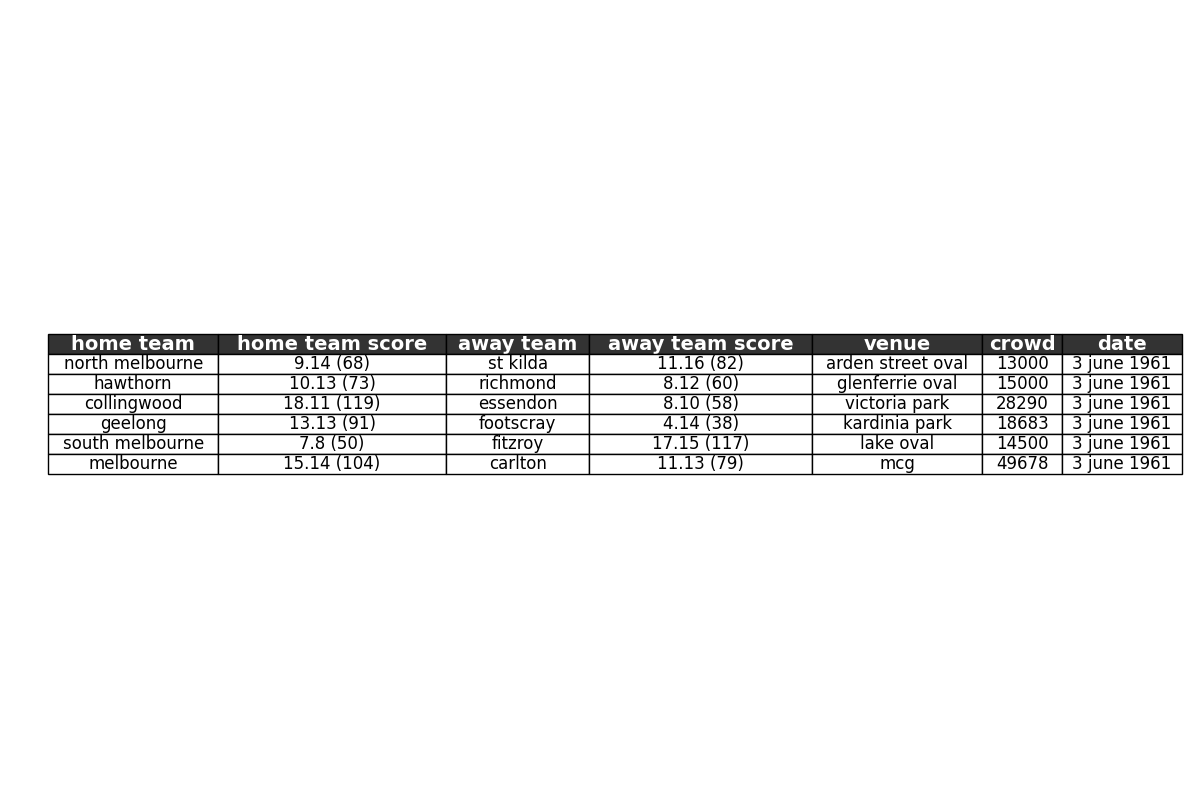 home team home team score away team away team score venue crowd date
north melbourne 9.14 (68) st kilda 11.16 (82) arden street oval 13000 3 june 1961
hawthorn 10.13 (73) richmond 8.12 (60) glenferrie oval 15000 3 june 1961
collingwood 18.11 (119) essendon 8.10 (58) victoria park 28290 3 june 1961
geelong 13.13 (91) footscray 4.14 (38) kardinia park 18683 3 june 1961
south melbourne 7.8 (50) fitzroy 17.15 (117) lake oval 14500 3 june 1961
melbourne 15.14 (104) carlton 11.13 (79) mcg 49678 3 june 1961